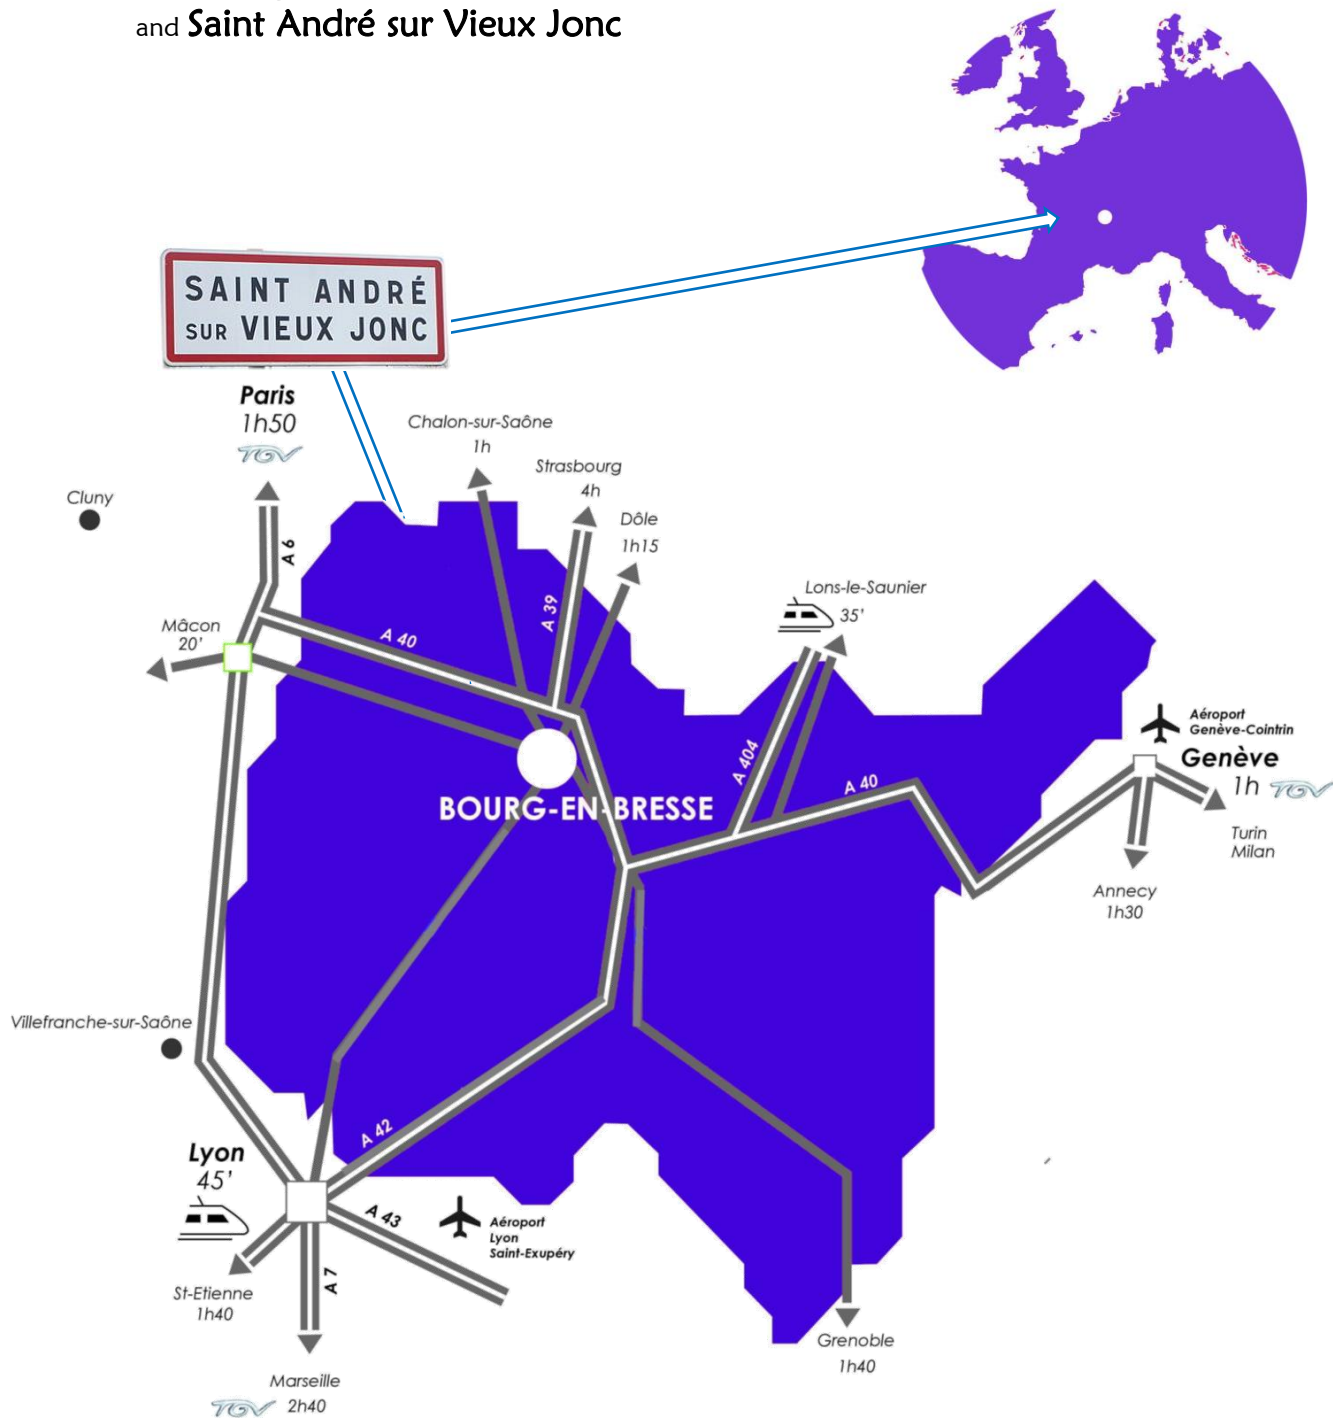 and Saint André sur Vieux Jonc
SAINT ANDRÉ
SUR VIEUX JONC
Paris
1h50
TGV
Chalon-sur-Saône
1h
Strasbourg
4h
Dôle
1h15
Cluny
A 6
A 39
Lons-le-Saunier
35'
Mâcon
20'
A 40
A 404
A 40
Aéroport
Genève-Cointrin
Genève
1h TGV
BOURG-EN-BRESSE
Turin
Milan
Annecy
1h30
Villefranche-sur-Saône
A 42
Lyon
45'
A 43
Aéroport
Lyon
Saint-Exupéry
A 7
St-Etienne
1h40
Grenoble
1h40
Marseille
TGV 2h40